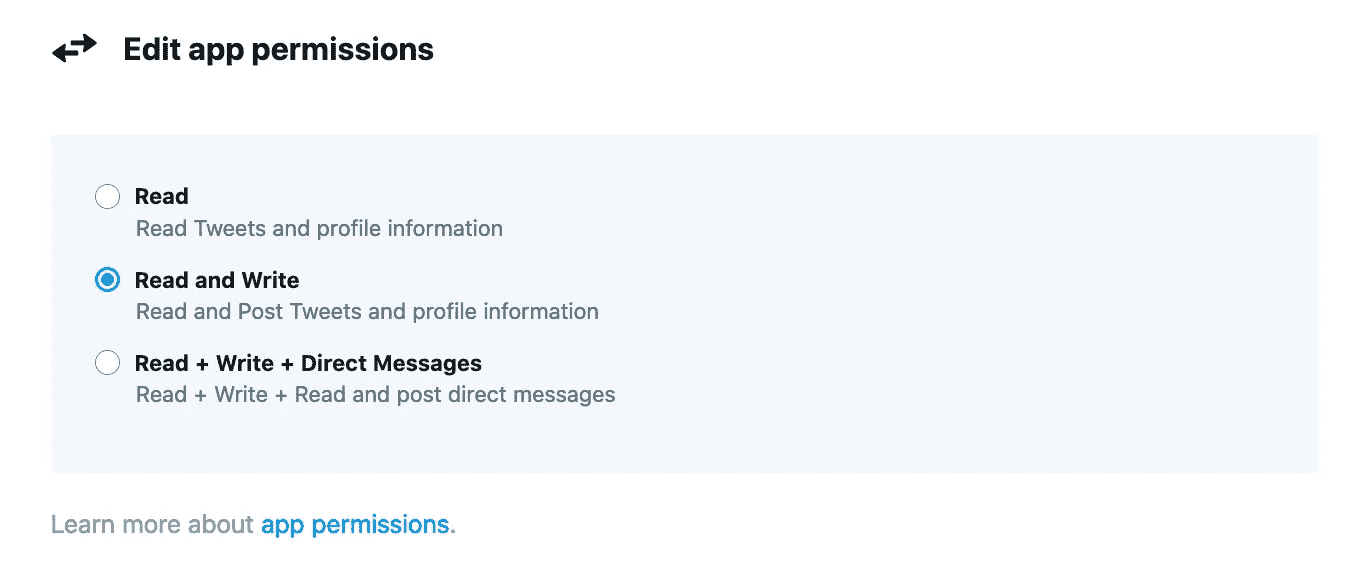 Edit app permissions
Read
Read Tweets and profile information
Read and Write
Read and Post Tweets and profile information
Read + Write + Direct Messages
Read + Write + Read and post direct messages
Learn more about app permissions.